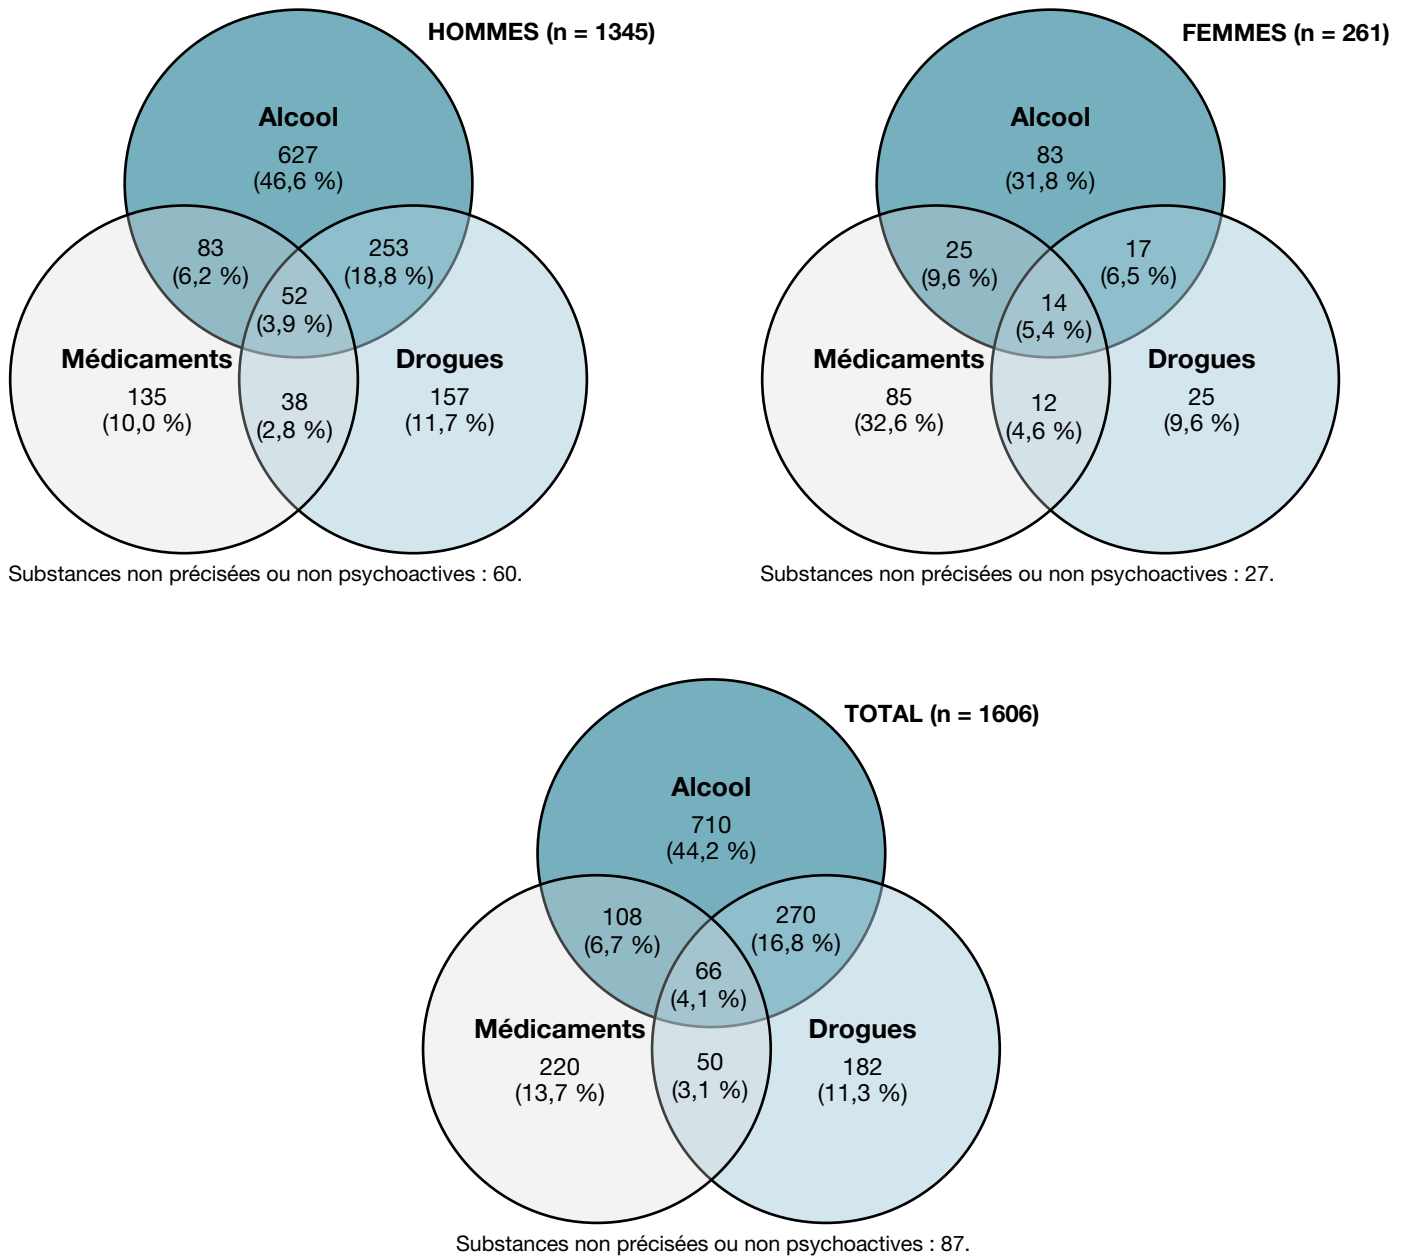 HOMMES (n = 1345)
Alcool
627
(46,6 %)
83
(6,2 %)
253
(18,8 %)
52
(3,9 %)
Médicaments
135
(10,0 %)
Drogues
157
(11,7 %)
38
(2,8 %)
Substances non précisées ou non psychoactives : 60.
FEMMES (n = 261)
Alcool
83
(31,8 %)
25
(9,6 %)
17
(6,5 %)
14
(5,4 %)
Médicaments
85
(32,6 %)
Drogues
25
(9,6 %)
12
(4,6 %)
Substances non précisées ou non psychoactives : 27.
TOTAL (n = 1606)
Alcool
710
(44,2 %)
108
(6,7 %)
270
(16,8 %)
66
(4,1 %)
Médicaments
220
(13,7 %)
Drogues
182
(11,3 %)
50
(3,1 %)
Substances non précisées ou non psychoactives : 87.